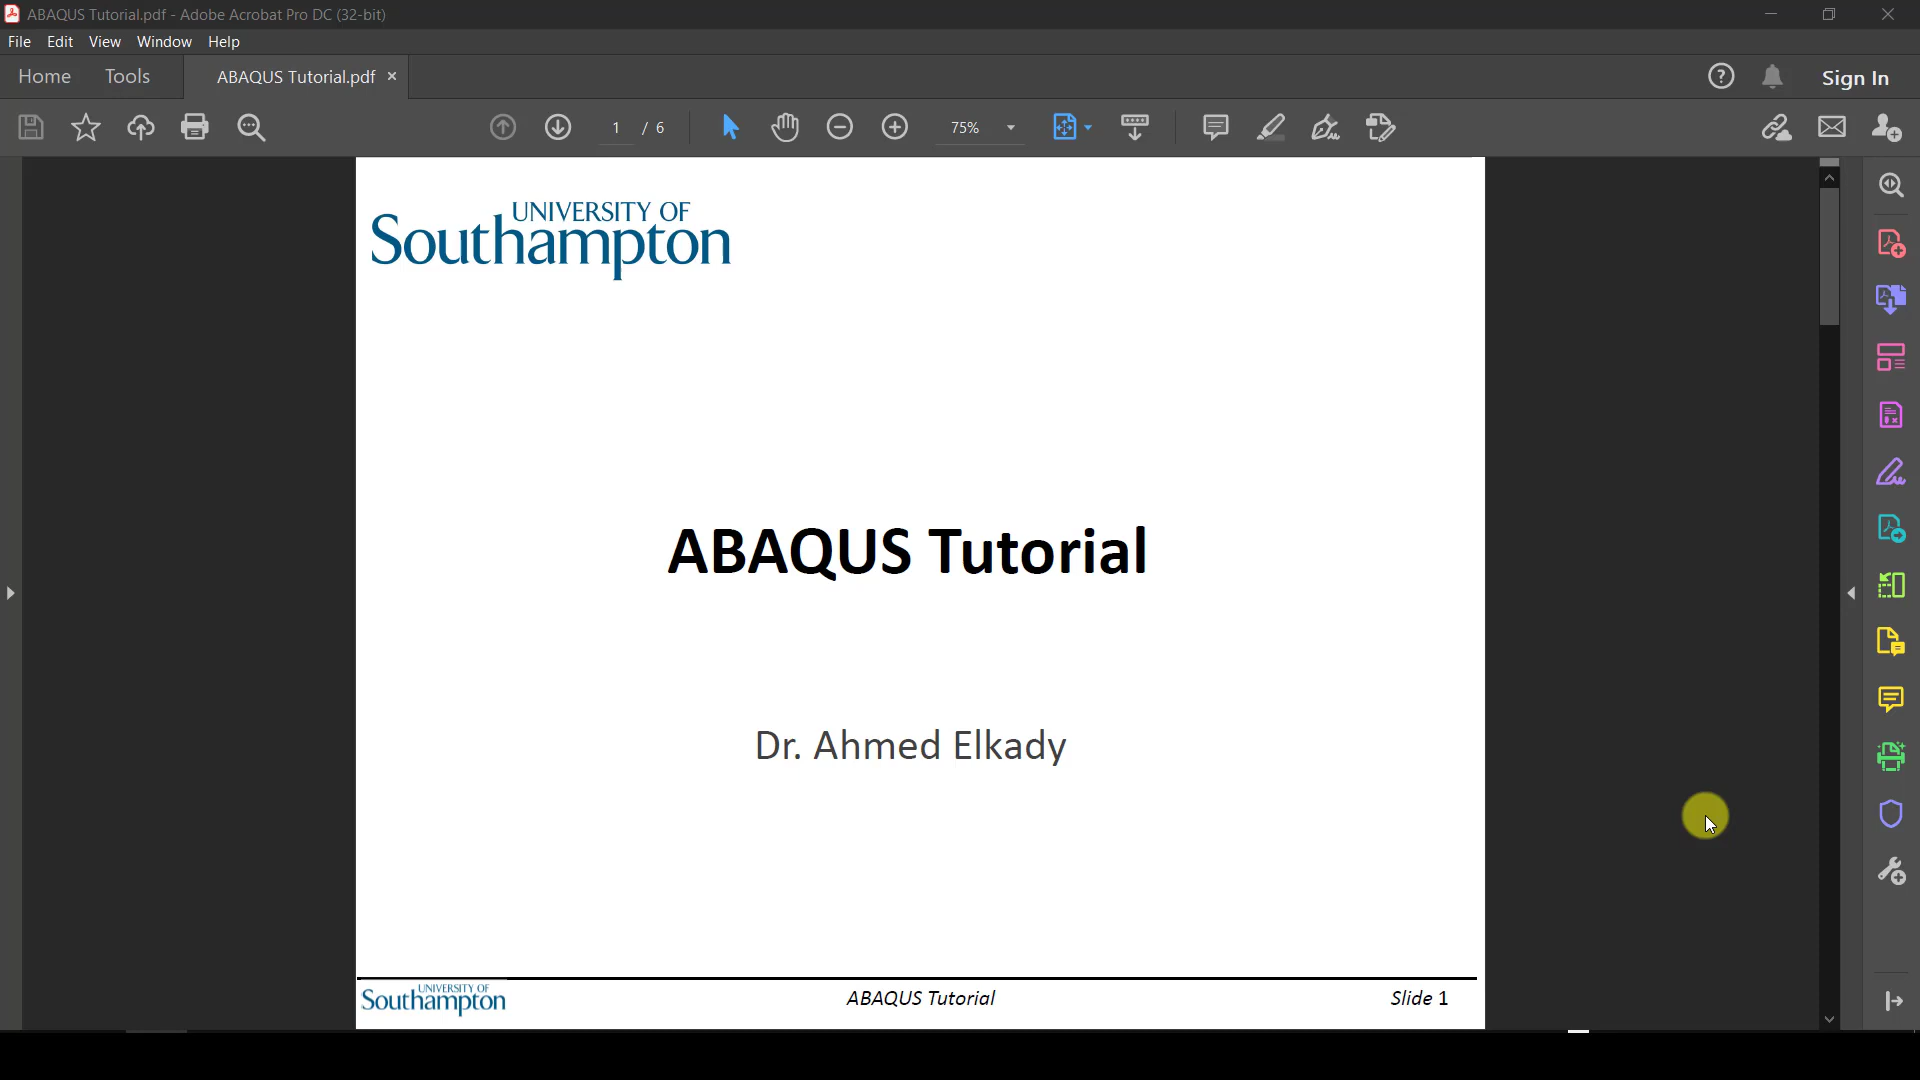 ABAQUS Tutorial.pdf - Adobe Acrobat Pro DC (32-bit)
File Edit View Window Help
Home Tools ABAQUS Tutorial.pdf × Sign In
1 / 6 75%
UNIVERSITY OF
Southampton
ABAQUS Tutorial
Dr. Ahmed Elkady
UNIVERSITY OF
Southampton
ABAQUS Tutorial
Slide 1